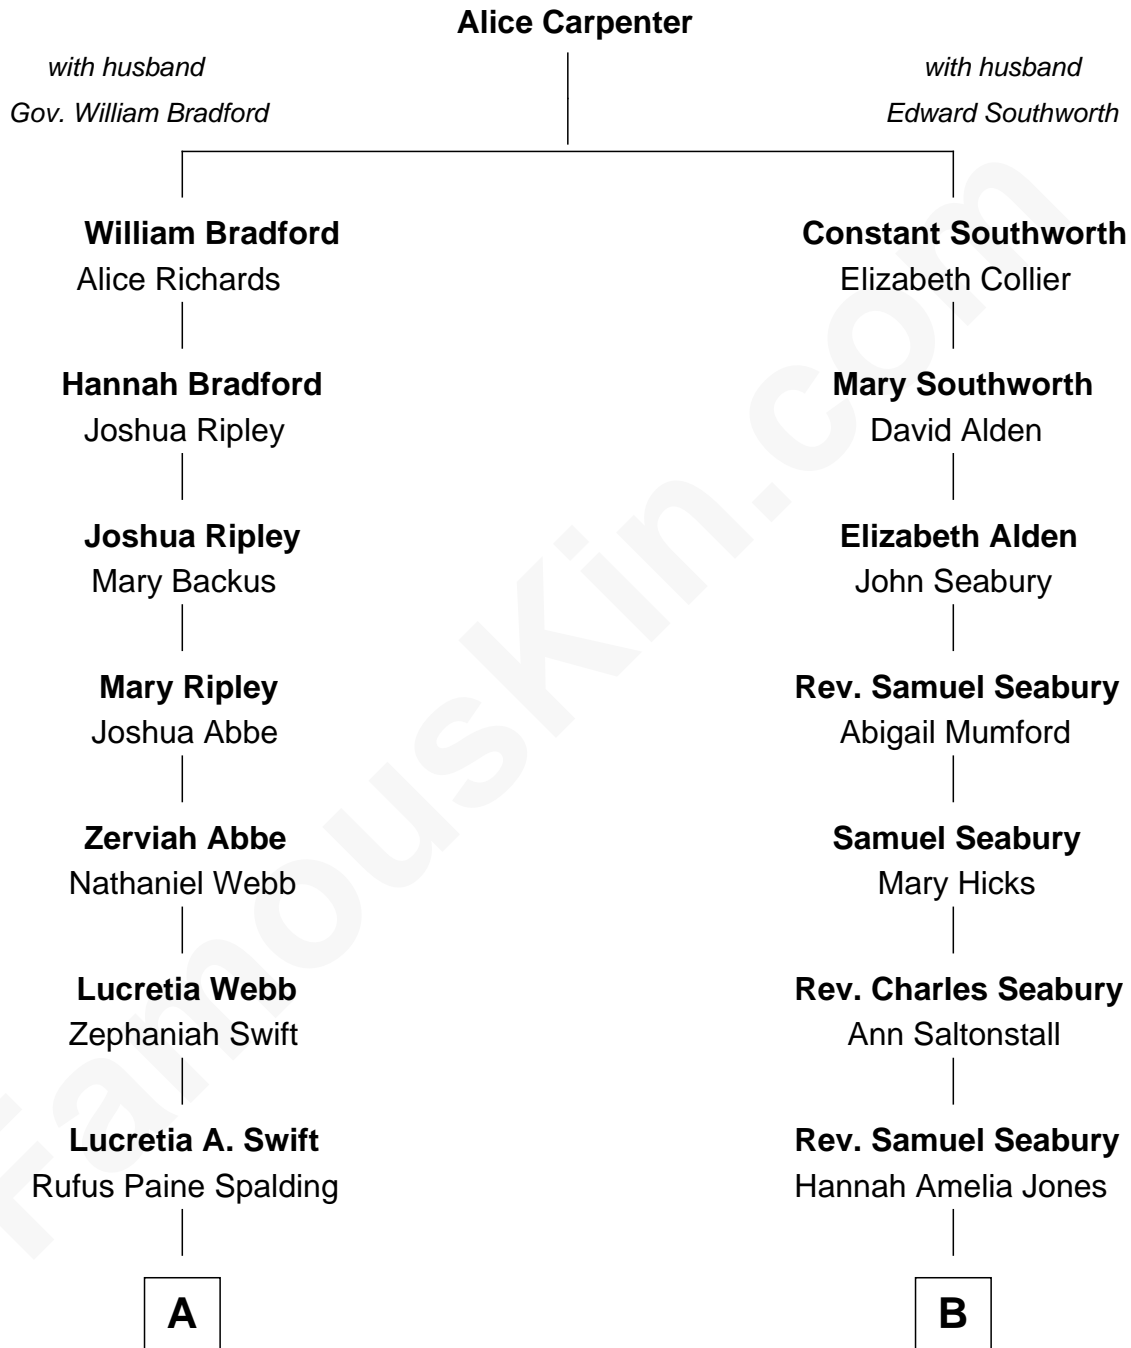 Alice Carpenter
with husband
Gov. William Bradford
with husband
Edward Southworth
William Bradford
Alice Richards
Hannah Bradford
Joshua Ripley
Joshua Ripley
Mary Backus
Mary Ripley
Joshua Abbe
Zerviah Abbe
Nathaniel Webb
Lucretia Webb
Zephaniah Swift
Lucretia A. Swift
Rufus Paine Spalding
A
Constant Southworth
Elizabeth Collier
Mary Southworth
David Alden
Elizabeth Alden
John Seabury
Rev. Samuel Seabury
Abigail Mumford
Samuel Seabury
Mary Hicks
Rev. Charles Seabury
Ann Saltonstall
Rev. Samuel Seabury
Hannah Amelia Jones
B
FamousKin.com